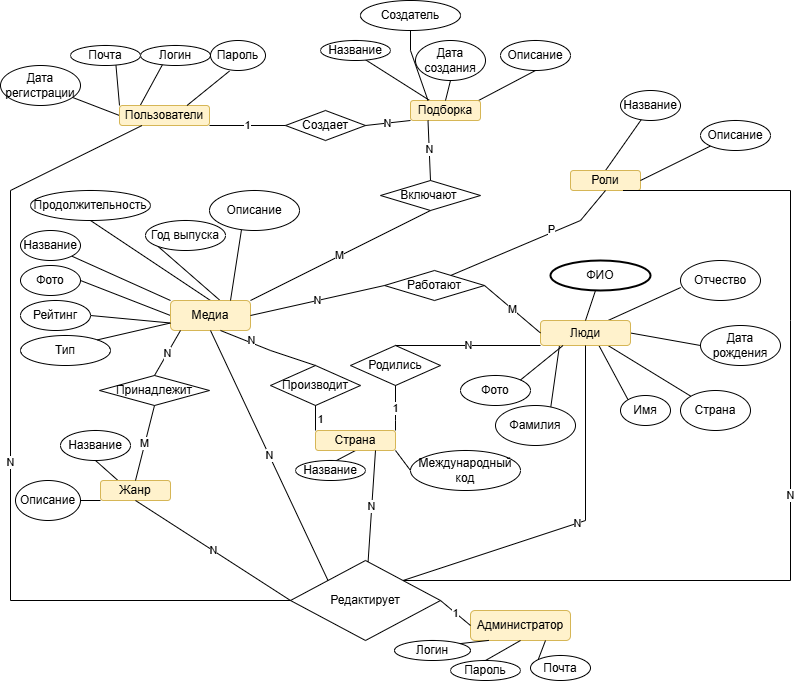 Создатель
Название
Дата
создания
Описание
Почта
Логин
Пароль
Дата
регистрации
Пользователи
1
Создает
N
Подборка
Название
Описание
N
Роли
Включают
Продолжительность
Описание
Год выпуска
Название
Фото
Рейтинг
Тип
M
P
Медиа
N
Работают
M
ФИО
Отчество
Люди
Дата
рождения
N
N
Родились
N
Принадлежит
Производит
Фото
Фамилия
Имя
Страна
1
1
M
Страна
Название
Название
Международный
код
N
N
Жанр
Описание
N
N
N
N
Редактирует
1
Администратор
Логин
Пароль
Почта